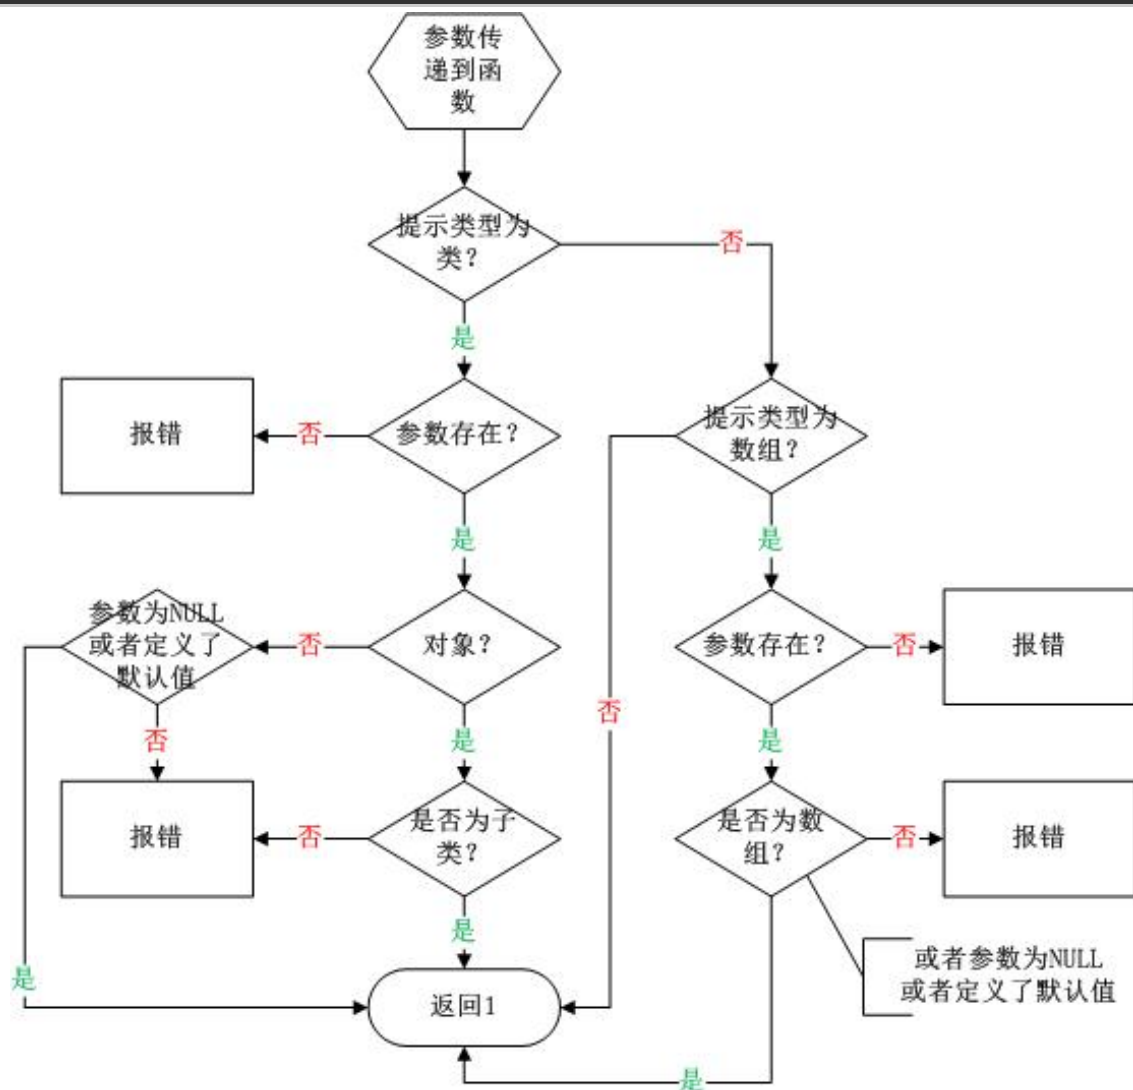 参数传
递到函
数
提示类型为
类？
否
是
报错
否
参数存在？
提示类型为
数组？
是
是
参数为NULL
或者定义了
默认值
否
对象？
参数存在？
否
报错
否
否
是
是
报错
否
是否为子
类？
是否为数
组？
否
报错
是
是
或者参数为NULL
或者定义了默认值
返回1
是